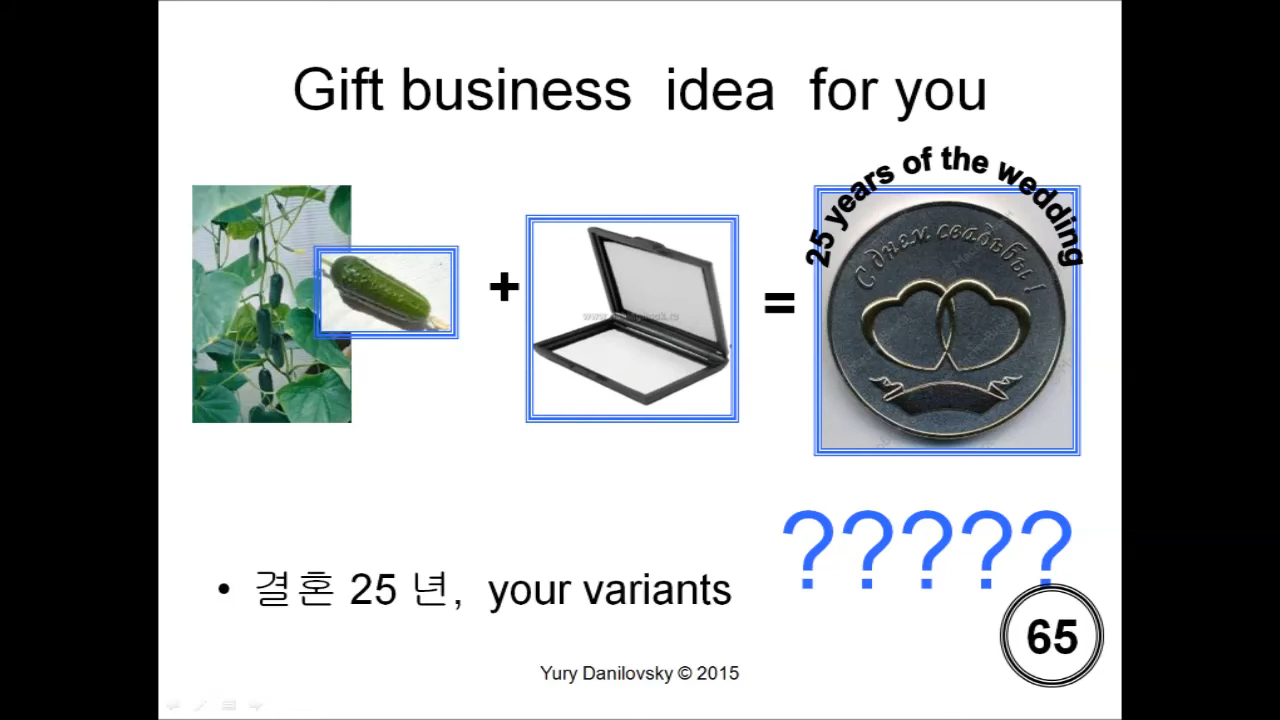 Gift business idea for you
25 years of the wedding
С днем свадьбы!
+
=
?????
• 결혼 25 년, your variants
65
Yury Danilovsky © 2015